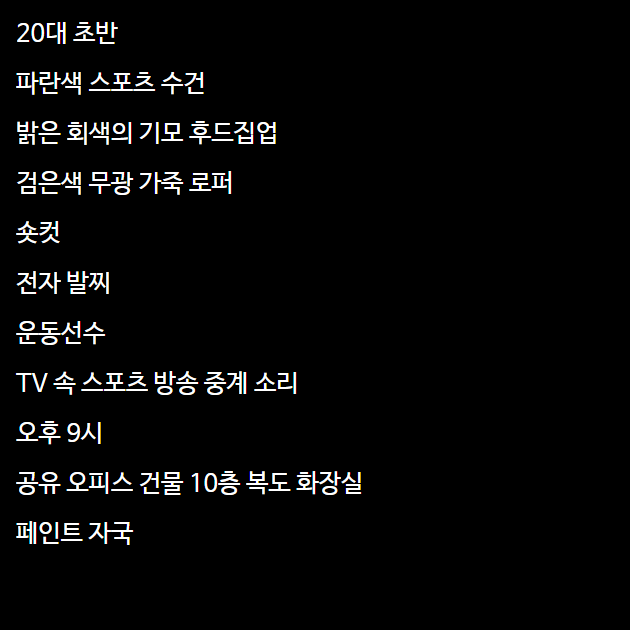 20대 초반
파란색 스포츠 수건
밝은 회색의 기모 후드집업
검은색 무광 가죽 로퍼
숏컷
전자 발찌
운동선수
TV 속 스포츠 방송 중계 소리
오후 9시
공유 오피스 건물 10층 복도 화장실
페인트 자국